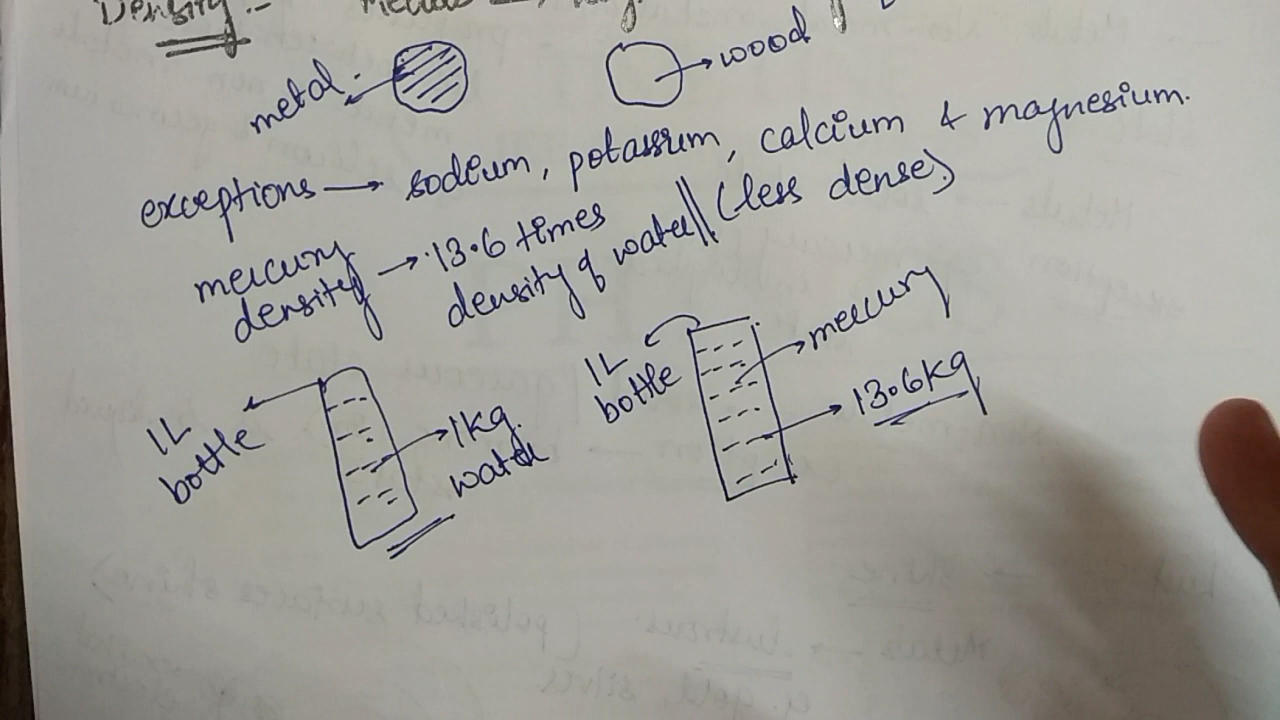 Density :-
metal
wood
exceptions → sodium, potassium, calcium & magnesium.
(less dense)
mercury density → 13.6 times density of water
1L bottle
1kg. water
1L bottle
mercury
13.6kg